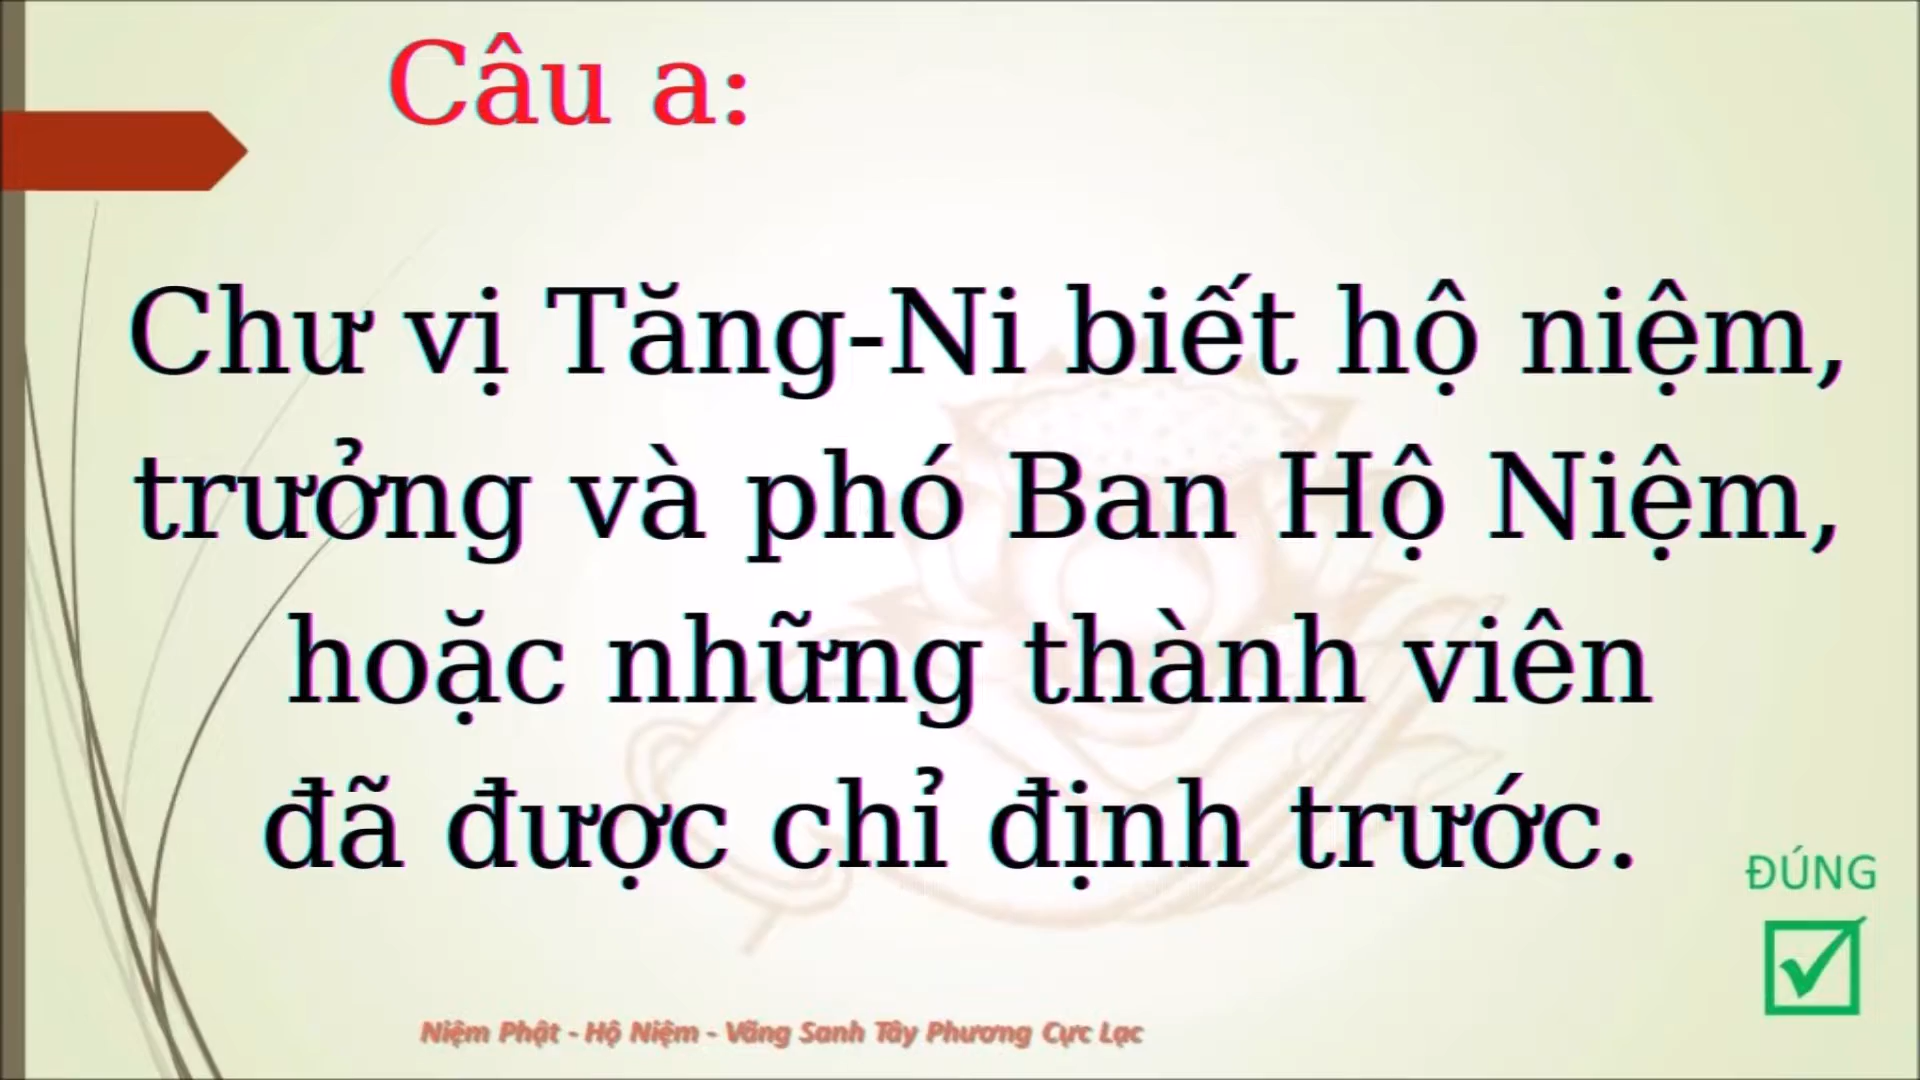 Câu a:
Chư vị Tăng-Ni biết hộ niệm,
trưởng và phó Ban Hộ Niệm,
hoặc những thành viên
đã được chỉ định trước.
ĐÚNG
Niệm Phật - Hộ Niệm - Vãng Sanh Tây Phương Cực Lạc